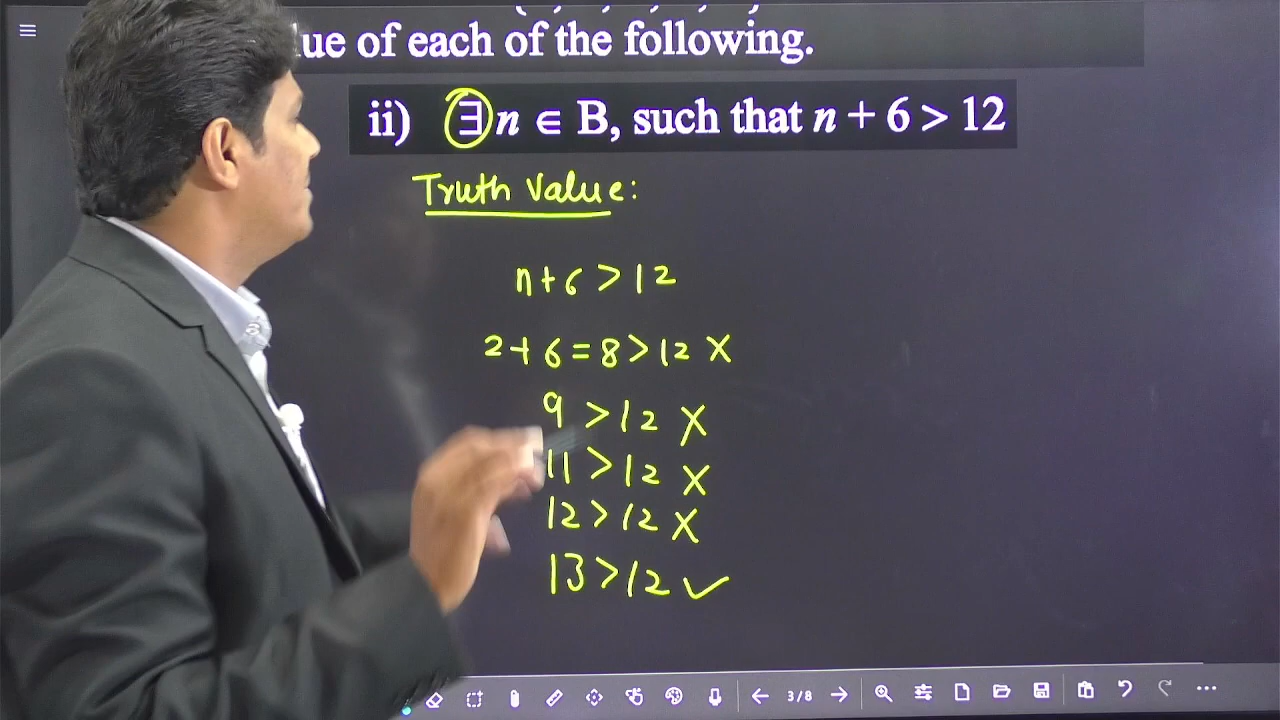 lue of each of the following.
ii) ∃ n ∈ B, such that n + 6 > 12
Truth Value:
n+6 > 12
2+6=8>12 X
9 > 12 X
11 > 12 X
12 > 12 X
13 > 12 ✓
3/8